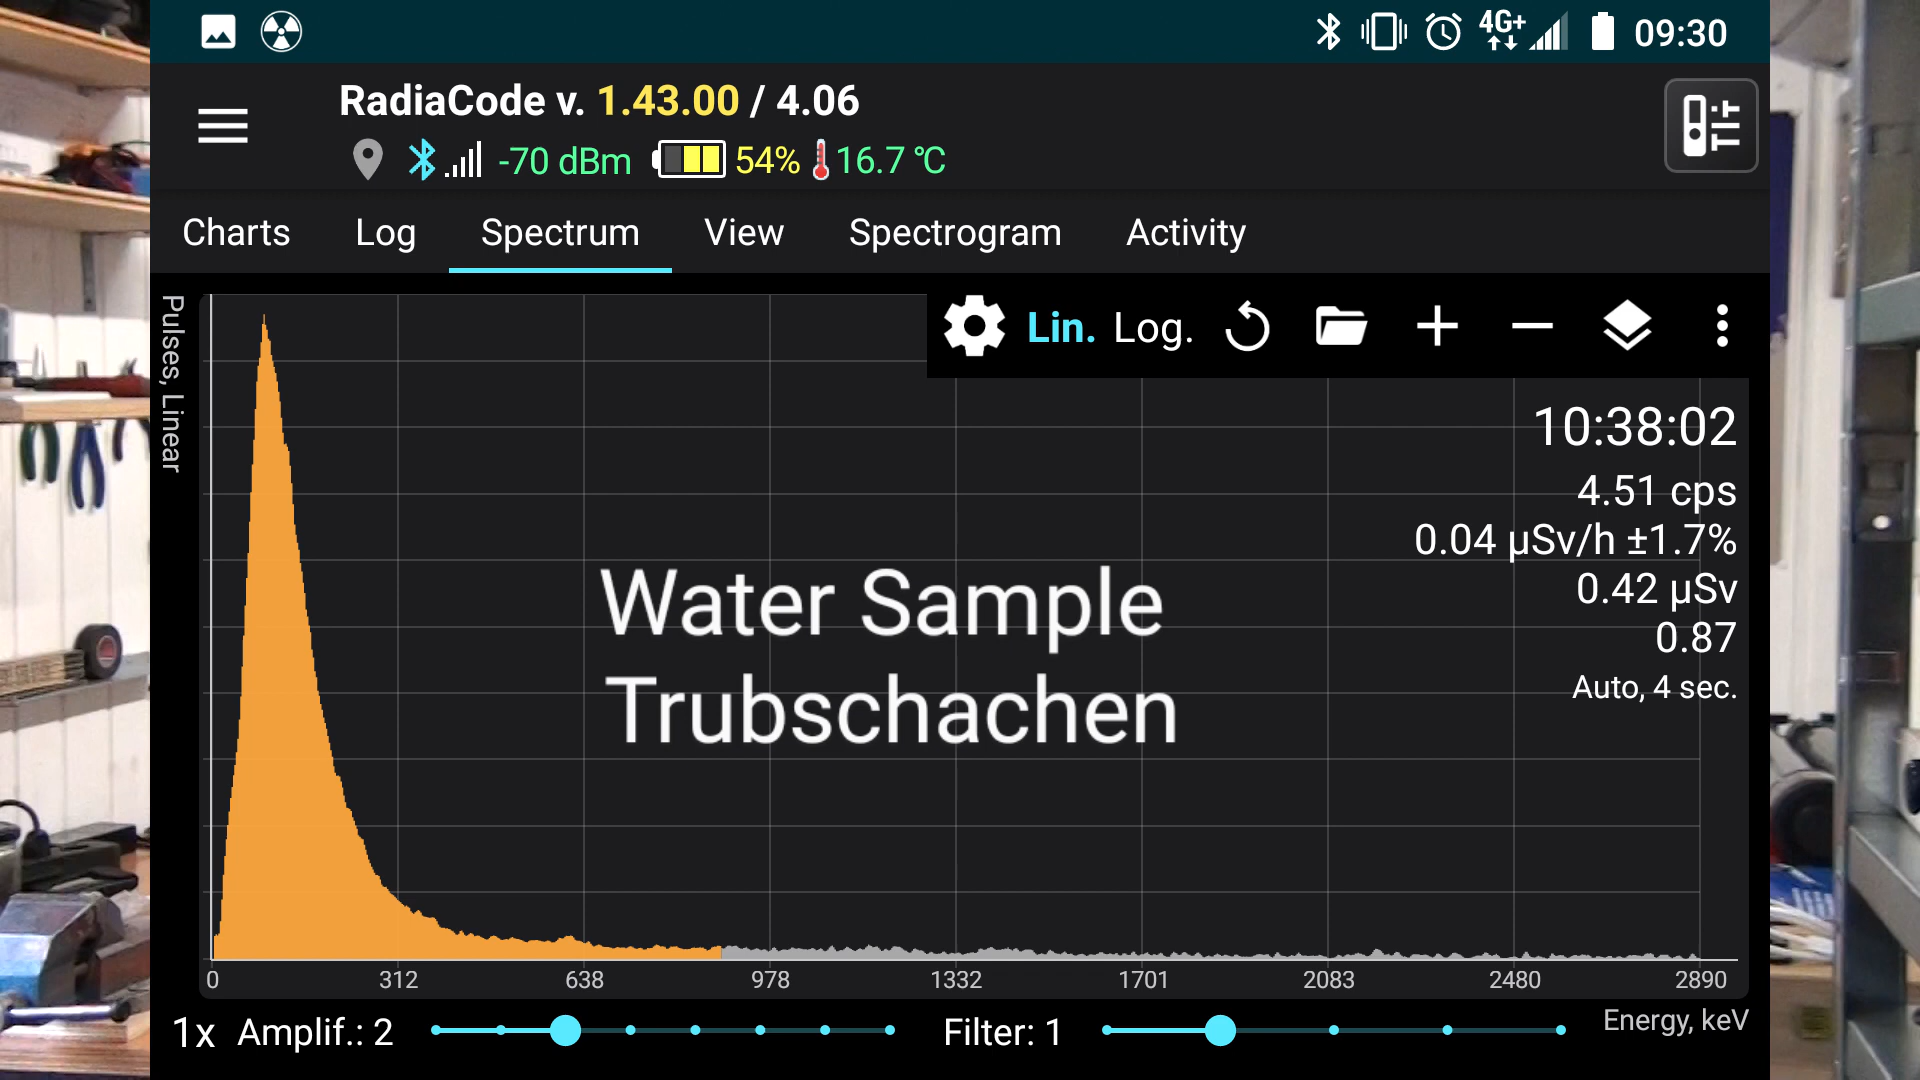 4G+ 09:30
RadiaCode v. 1.43.00 / 4.06
-70 dBm 54% 16.7 °C
Charts Log Spectrum View Spectrogram Activity
Pulses, Linear
Lin. Log.
10:38:02
4.51 cps
0.04 µSv/h ±1.7%
0.42 µSv
0.87
Auto, 4 sec.
Water Sample
Trubschachen
0 312 638 978 1332 1701 2083 2480 2890
Energy, keV
1x Amplif.: 2 Filter: 1